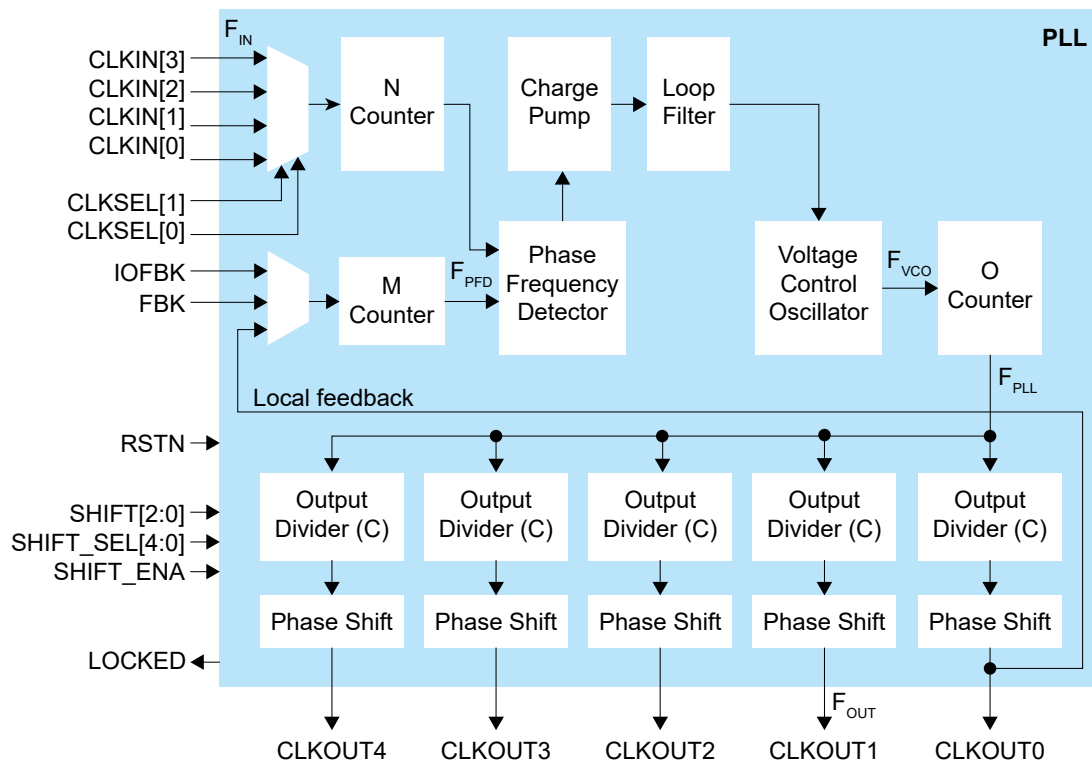 F_IN
PLL
CLKIN[3]
CLKIN[2]
CLKIN[1]
CLKIN[0]
N
Counter
Charge
Pump
Loop
Filter
CLKSEL[1]
CLKSEL[0]
IOFBK
FBK
M
Counter
F_PFD
Phase
Frequency
Detector
Voltage
Control
Oscillator
F_VCO
O
Counter
F_PLL
Local feedback
RSTN
SHIFT[2:0]
SHIFT_SEL[4:0]
SHIFT_ENA
LOCKED
Output
Divider (C)
Output
Divider (C)
Output
Divider (C)
Output
Divider (C)
Output
Divider (C)
Phase Shift
Phase Shift
Phase Shift
Phase Shift
Phase Shift
F_OUT
CLKOUT4
CLKOUT3
CLKOUT2
CLKOUT1
CLKOUT0